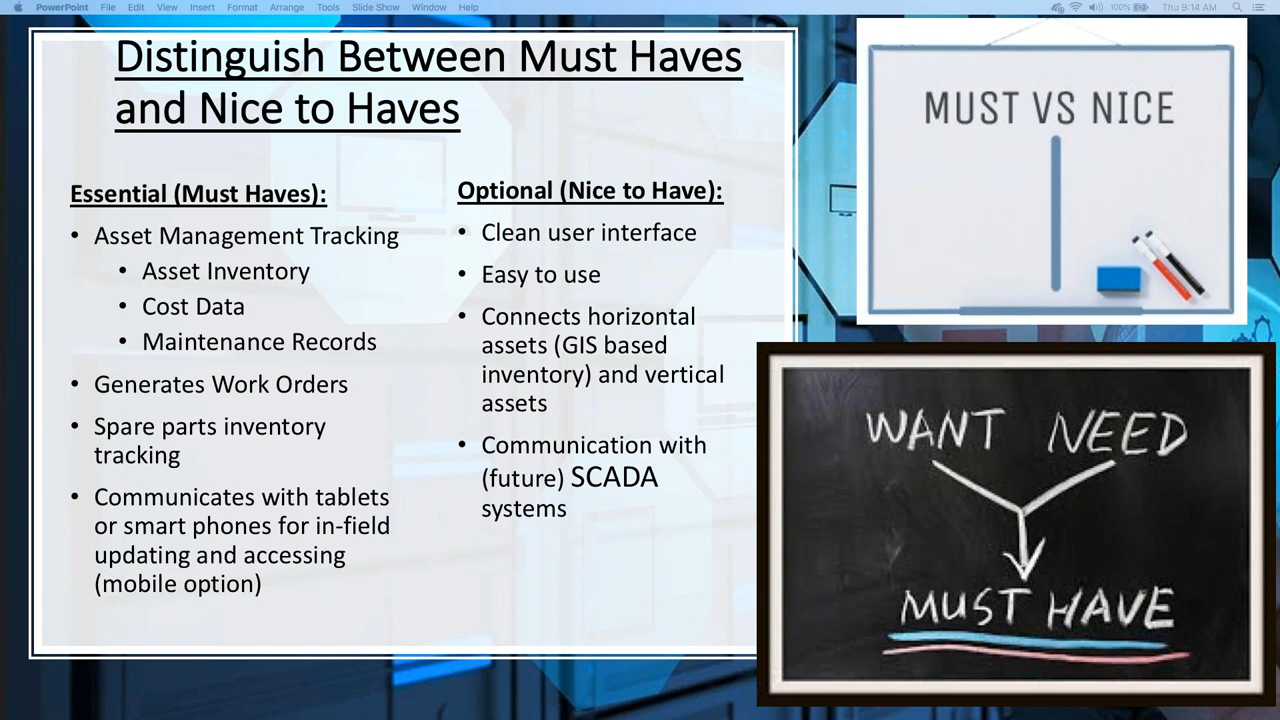 PowerPoint File Edit View Insert Format Arrange Tools Slide Show Window Help 100% Thu 9:14 AM
Distinguish Between Must Haves
and Nice to Haves
Essential (Must Haves):
• Asset Management Tracking
• Asset Inventory
• Cost Data
• Maintenance Records
• Generates Work Orders
• Spare parts inventory
tracking
• Communicates with tablets
or smart phones for in-field
updating and accessing
(mobile option)
Optional (Nice to Have):
• Clean user interface
• Easy to use
• Connects horizontal
assets (GIS based
inventory) and vertical
assets
• Communication with
(future) SCADA
systems
MUST VS NICE
WANT NEED
MUST HAVE